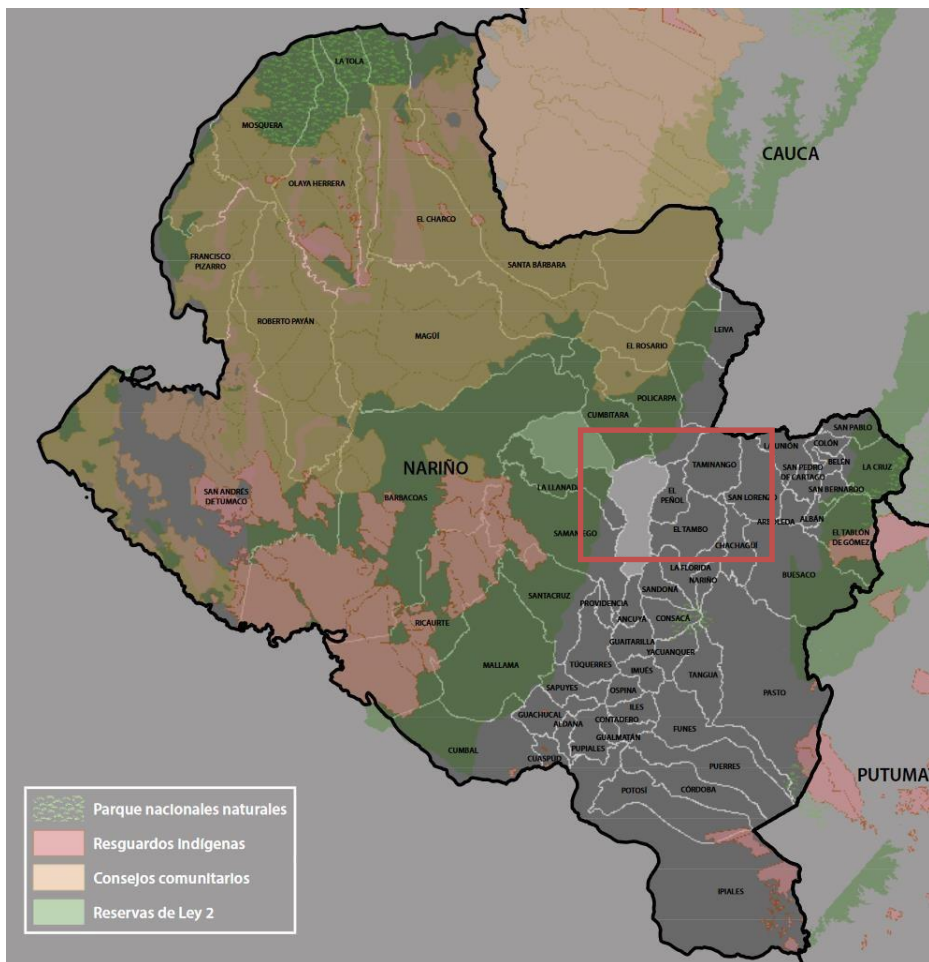 LA TOLA
MOSQUERA
CAUCA
OLAYA HERRERA
EL CHARCO
FRANCISCO
PIZARRO
SANTA BÁRBARA
ROBERTO PAYÁN
MAGÜÍ
LEIVA
EL ROSARIO
POLICARPA
CUMBITARA
SAN PABLO
LA UNIÓN
COLÓN
NARIÑO
TAMINANGO
SAN PEDRO
DE CARTAGO
BELÉN
LA CRUZ
LA LLANADA
EL
PEÑOL
SAN BERNARDO
SAN ANDRÉS
DE TUMACO
BARBACOAS
SAN LORENZO
SAMANIEGO
EL TAMBO
ARBOLEDA
ALBÁN
EL TABLÓN
DE GÓMEZ
CHACHAGÜÍ
LA FLORIDA
BUESACO
NARIÑO
SANTACRUZ
PROVIDENCIA
SANDONA
RICAURTE
ANCUYA
CONSACA
GUAITARILLA
YACUANQUER
MALLAMA
TÚQUERRES
IMUÉS
TANGUA
SAPUYES
OSPINA
PASTO
ILES
GUACHUCAL
ALDANA
CONTADERO
FUNES
GUALMATÁN
CUMBAL
PUPIALES
CUASPUD
PUERRES
PUTUMAY
POTOSÍ
CÓRDOBA
IPIALES
Parque nacionales naturales
Resguardos Indígenas
Consejos comunitarios
Reservas de Ley 2